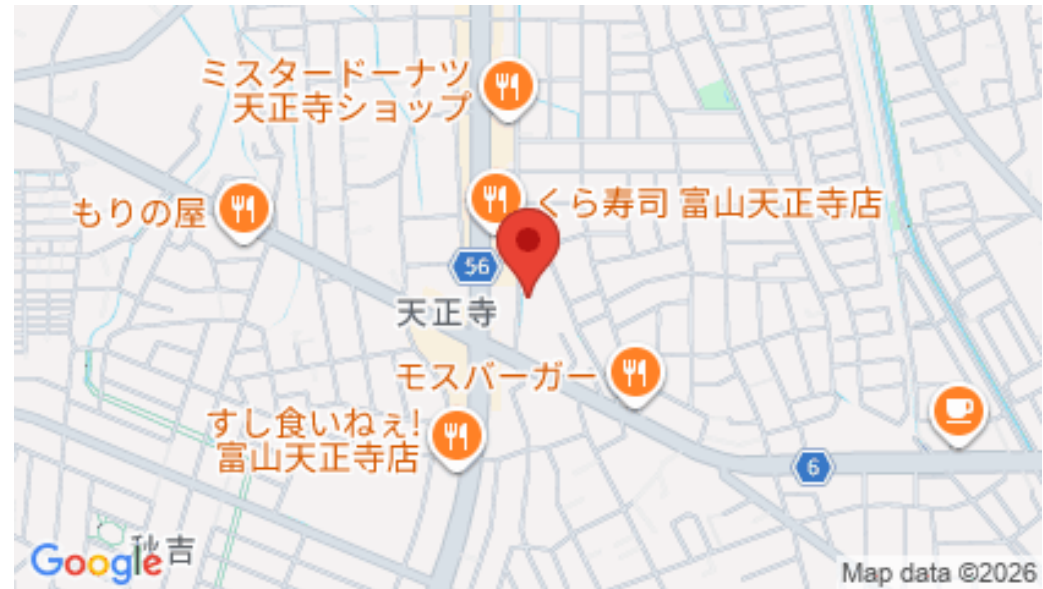 ミスタードーナツ
天正寺ショップ
もりの屋
くら寿司 富山天正寺店
56
天正寺
モスバーガー
すし食いねぇ!
富山天正寺店
6
秋吉
Google
Map data ©2026